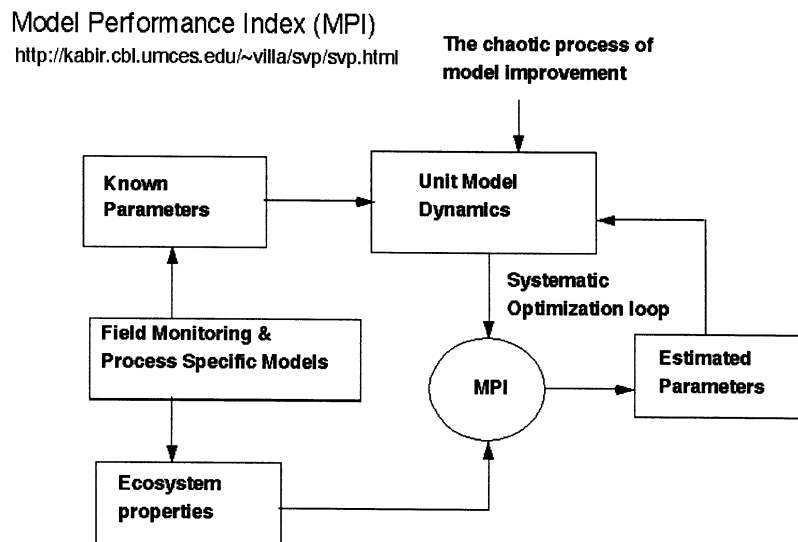 Model Performance Index (MPI)
http://kabir.cbl.umces.edu/~villa/svp/svp.html
The chaotic process of
model improvement
Known
Parameters
Unit Model
Dynamics
Systematic
Optimization loop
Field Monitoring &
Process Specific Models
MPI
Estimated
Parameters
Ecosystem
properties